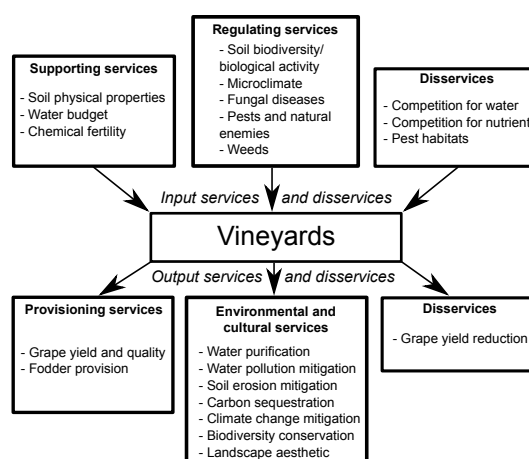 Regulating services
- Soil biodiversity/
biological activity
- Microclimate
- Fungal diseases
- Pests and natural
enemies
- Weeds
Supporting services
- Soil physical properties
- Water budget
- Chemical fertility
Disservices
- Competition for water
- Competition for nutrient
- Pest habitats
Input services and disservices
Vineyards
Output services and disservices
Provisioning services
- Grape yield and quality
- Fodder provision
Environmental and
cultural services
- Water purification
- Water pollution mitigation
- Soil erosion mitigation
- Carbon sequestration
- Climate change mitigation
- Biodiversity conservation
- Landscape aesthetic
Disservices
- Grape yield reduction